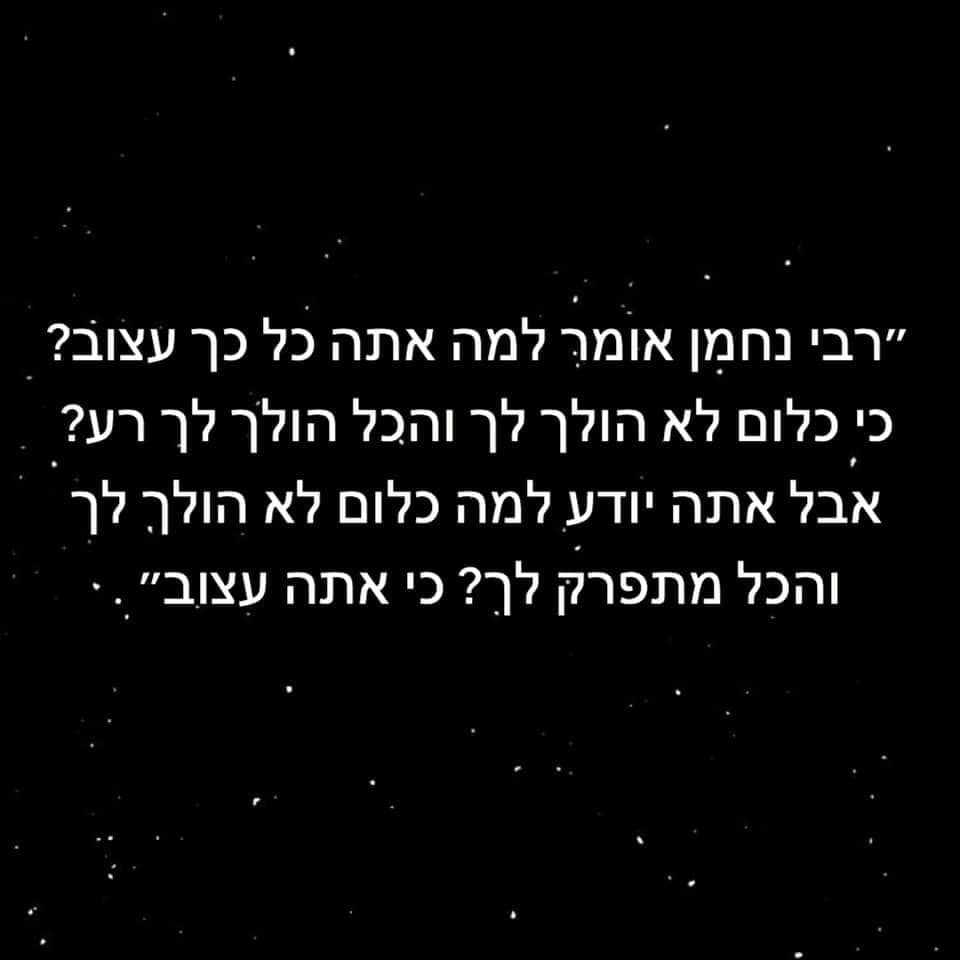 ״רבי נחמן אומר למה אתה כל כך עצוב?
כי כלום לא הולך לך והכל הולך לך רע?
אבל אתה יודע למה כלום לא הולך לך
והכל מתפרק לך? כי אתה עצוב״ .